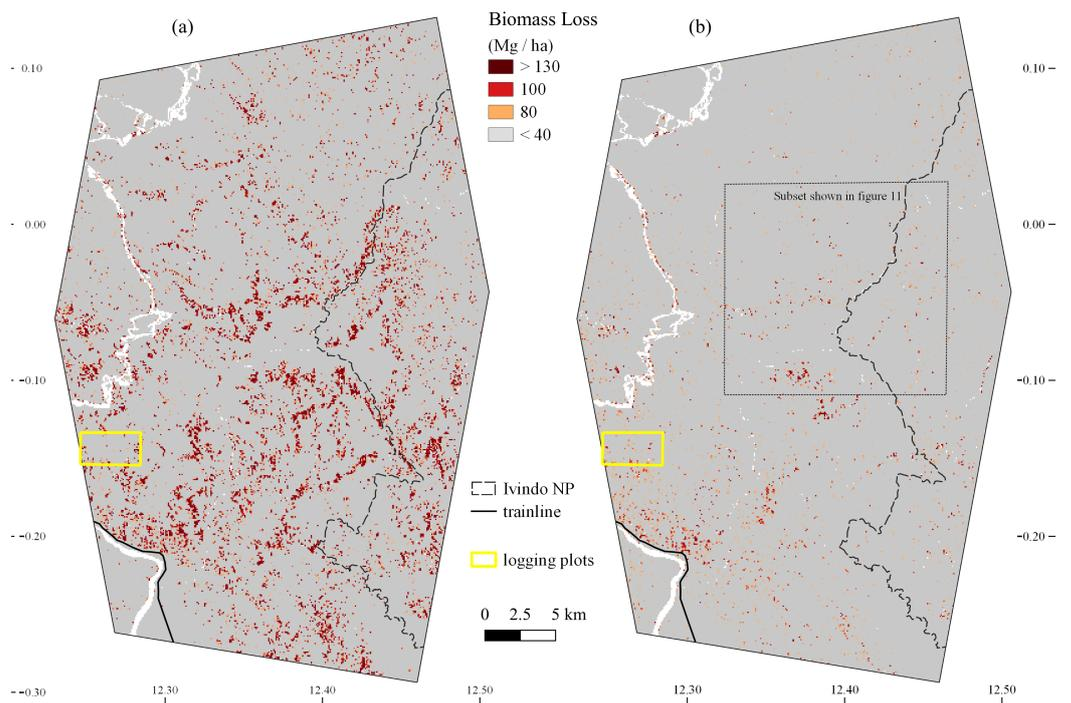 (a)
Biomass Loss
(b)
(Mg / ha)
> 130
100
80
< 40
- 0.10
0.10 –
Subset shown in figure 11
- 0.00
0.00 –
- −0.10
−0.10 –
Ivindo NP
trainline
- −0.20
−0.20 –
logging plots
0 2.5 5 km
- −0.30
12.30 12.40 12.50
12.30 12.40 12.50